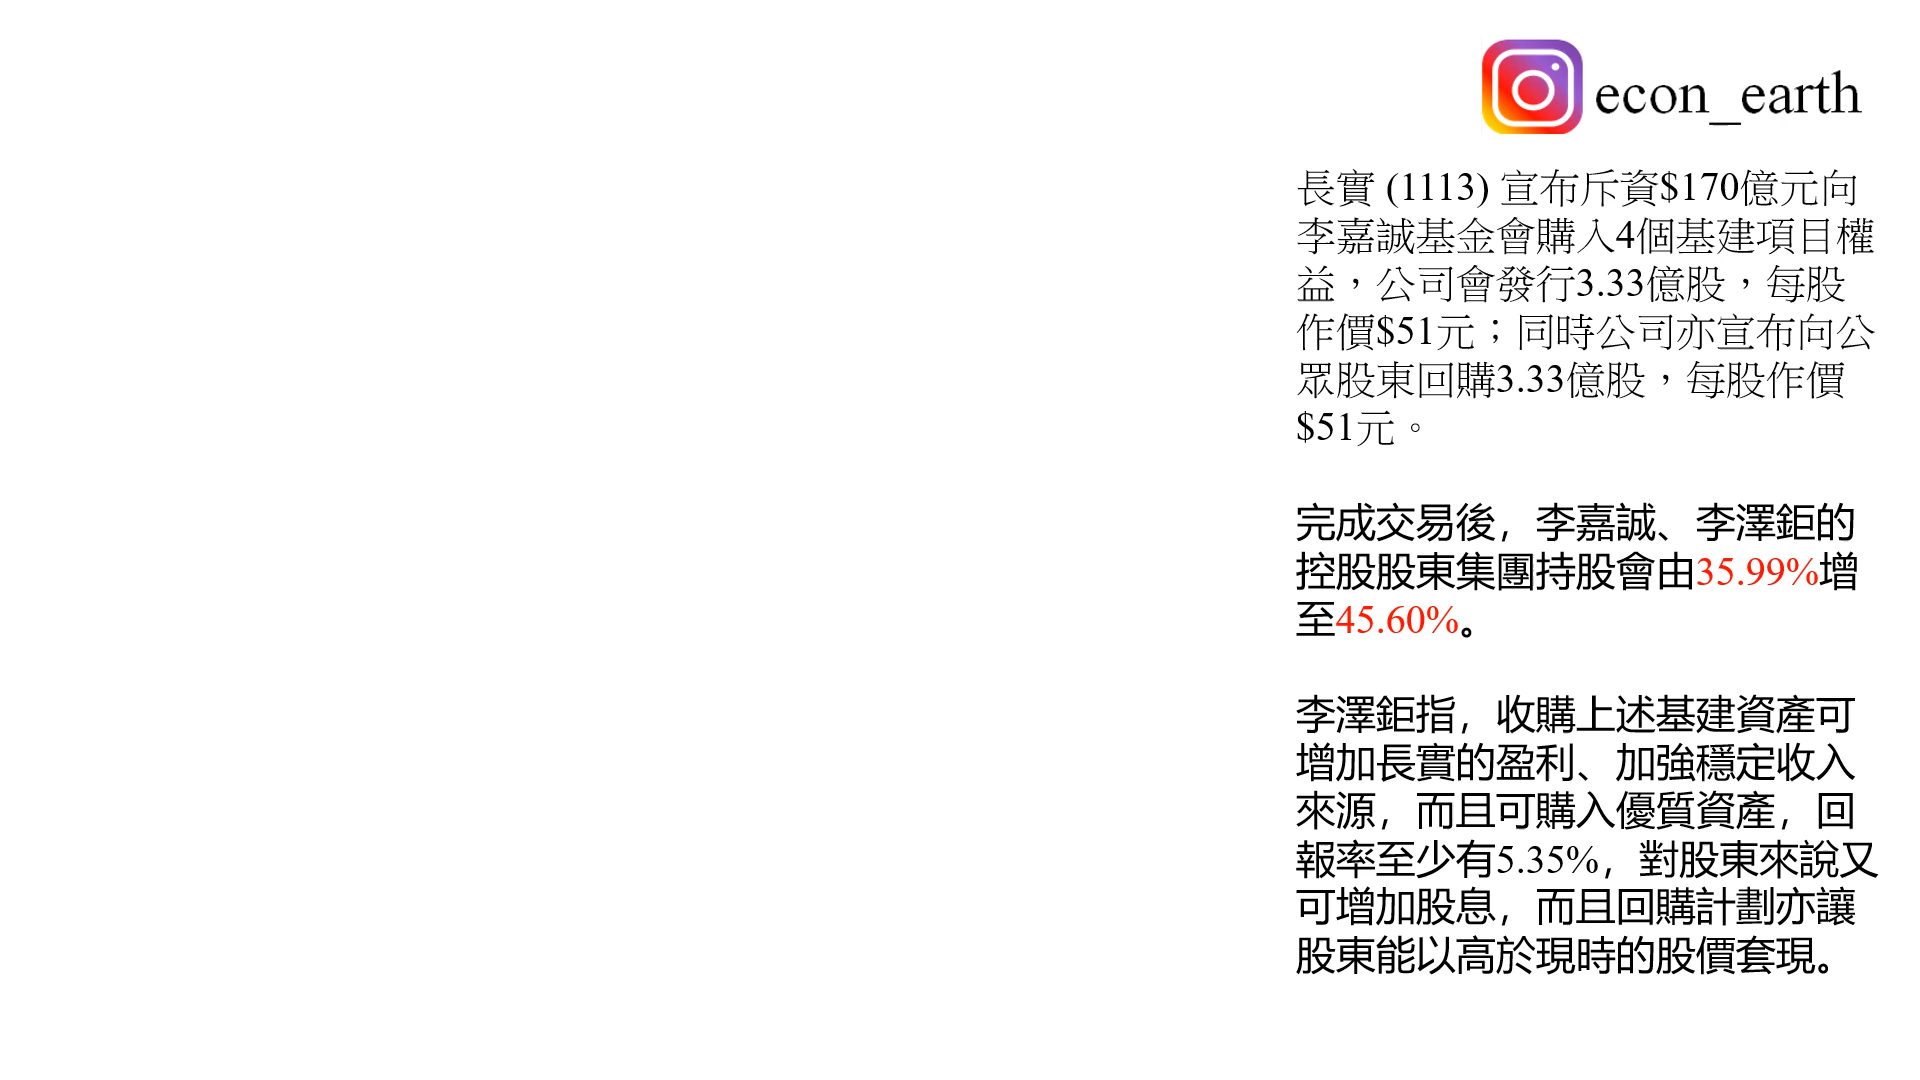 econ_earth
長實 (1113) 宣布斥資$170億元向
李嘉誠基金會購入4個基建項目權
益，公司會發行3.33億股，每股
作價$51元；同時公司亦宣布向公
眾股東回購3.33億股，每股作價
$51元。
完成交易後，李嘉誠、李澤鉅的
控股股東集團持股會由35.99%增
至45.60%。
李澤鉅指，收購上述基建資產可
增加長實的盈利、加強穩定收入
來源，而且可購入優質資產，回
報率至少有5.35%，對股東來說又
可增加股息，而且回購計劃亦讓
股東能以高於現時的股價套現。